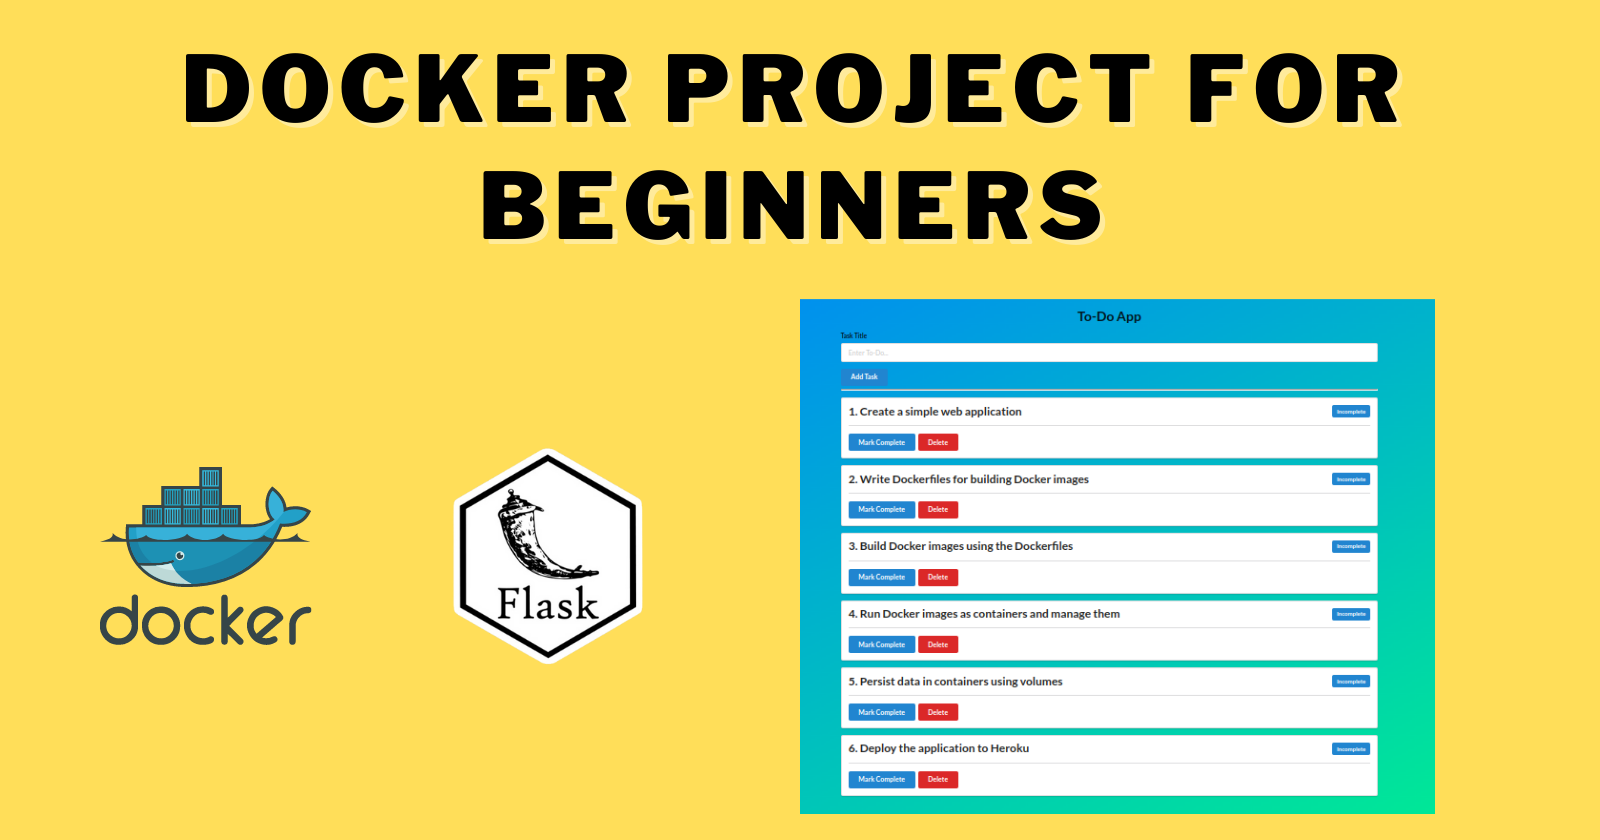 DOCKER PROJECT FOR
BEGINNERS
docker
Flask
To-Do App
Task Title
Enter To-Do...
Add Task
1. Create a simple web application
Incomplete
Mark Complete
Delete
2. Write Dockerfiles for building Docker images
Incomplete
Mark Complete
Delete
3. Build Docker images using the Dockerfiles
Incomplete
Mark Complete
Delete
4. Run Docker images as containers and manage them
Incomplete
Mark Complete
Delete
5. Persist data in containers using volumes
Incomplete
Mark Complete
Delete
6. Deploy the application to Heroku
Incomplete
Mark Complete
Delete